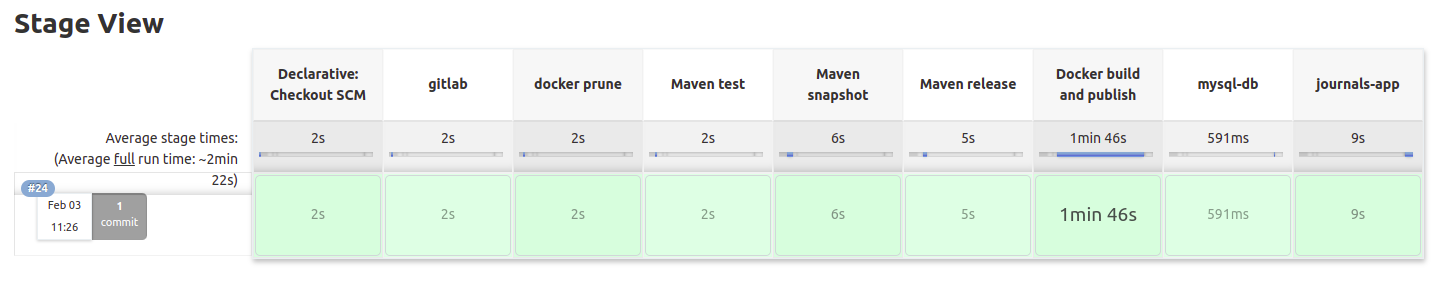 Stage View
Declarative:
Checkout SCM
gitlab
docker prune
Maven test
Maven
snapshot
Maven release
Docker build
and publish
mysql-db
journals-app
Average stage times:
(Average full run time: ~2min
22s)
2s
2s
2s
2s
6s
5s
1min 46s
591ms
9s
#24
Feb 03
11:26
1
commit
2s
2s
2s
2s
6s
5s
1min 46s
591ms
9s